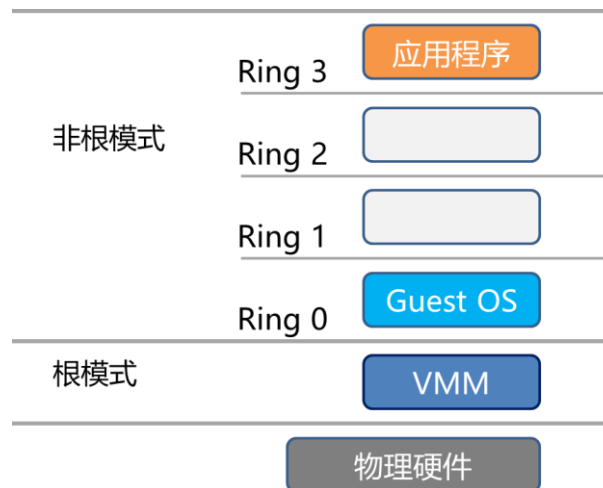 应用程序
Ring 3
非根模式
Ring 2
Ring 1
Guest OS
Ring 0
根模式
VMM
物理硬件